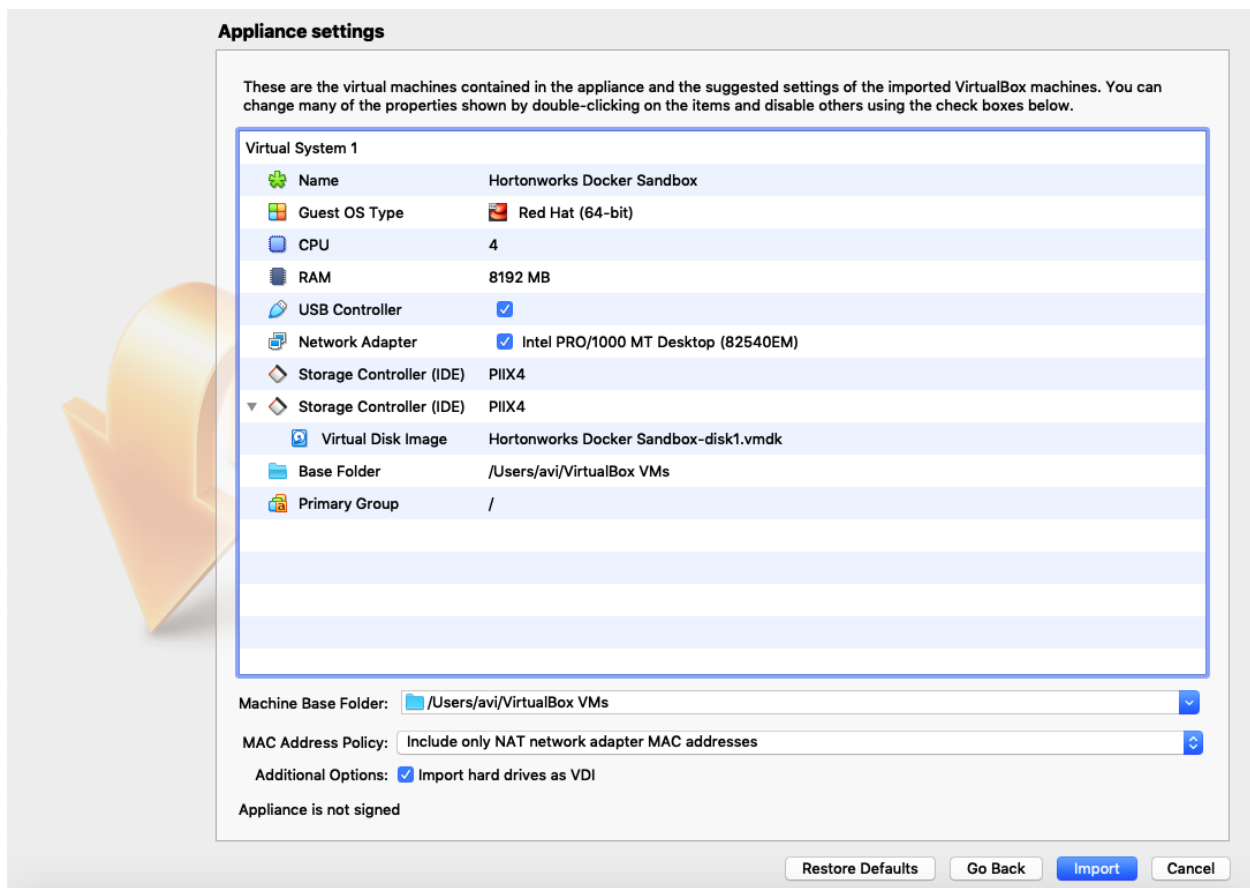 Appliance settings
These are the virtual machines contained in the appliance and the suggested settings of the imported VirtualBox machines. You can
change many of the properties shown by double-clicking on the items and disable others using the check boxes below.
Virtual System 1
Name Hortonworks Docker Sandbox
Guest OS Type Red Hat (64-bit)
CPU 4
RAM 8192 MB
USB Controller
Network Adapter Intel PRO/1000 MT Desktop (82540EM)
Storage Controller (IDE) PIIX4
Storage Controller (IDE) PIIX4
Virtual Disk Image Hortonworks Docker Sandbox-disk1.vmdk
Base Folder /Users/avi/VirtualBox VMs
Primary Group /
Machine Base Folder: /Users/avi/VirtualBox VMs
MAC Address Policy: Include only NAT network adapter MAC addresses
Additional Options: Import hard drives as VDI
Appliance is not signed
Restore Defaults Go Back Import Cancel